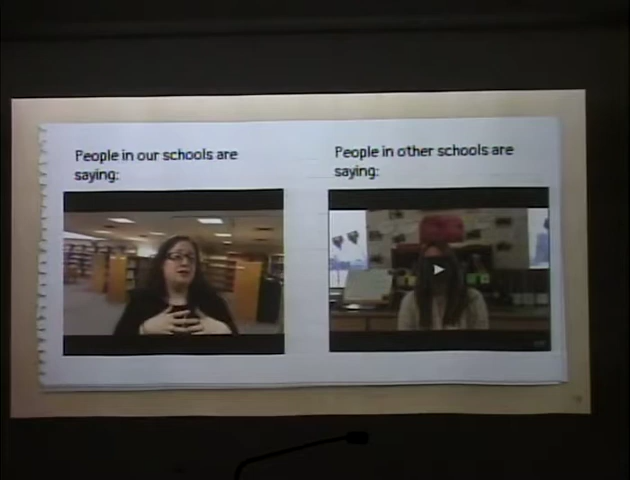 People in our schools are
saying:
People in other schools are
saying: